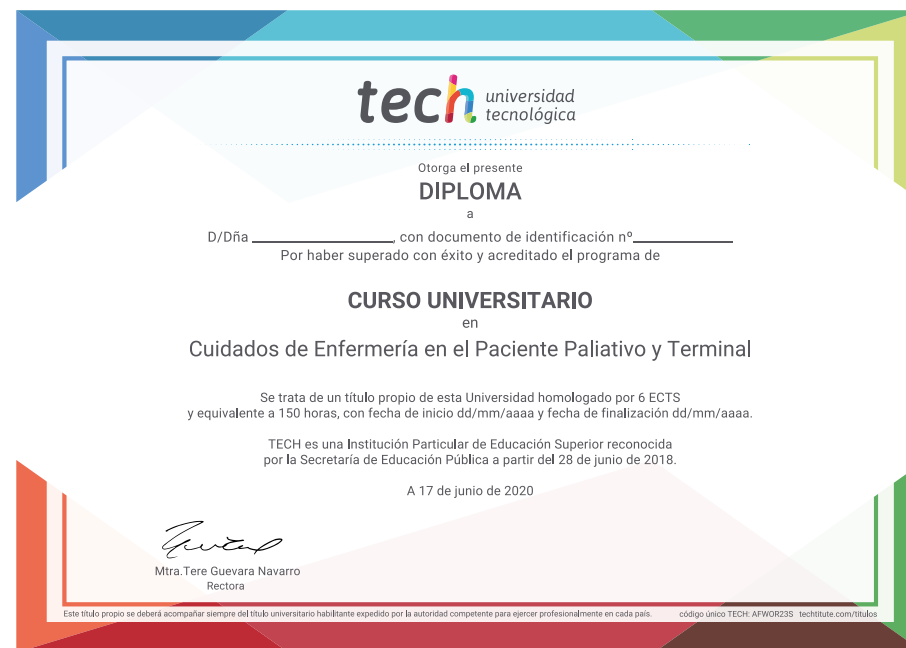 tech universidad
tecnológica
Otorga el presente
DIPLOMA
a
D/Dña ____________________, con documento de identificación nº______________
Por haber superado con éxito y acreditado el programa de
CURSO UNIVERSITARIO
en
Cuidados de Enfermería en el Paciente Paliativo y Terminal
Se trata de un título propio de esta Universidad homologado por 6 ECTS
y equivalente a 150 horas, con fecha de inicio dd/mm/aaaa y fecha de finalización dd/mm/aaaa.
TECH es una Institución Particular de Educación Superior reconocida
por la Secretaría de Educación Pública a partir del 28 de junio de 2018.
A 17 de junio de 2020
Mtra.Tere Guevara Navarro
Rectora
Este título propio se deberá acompañar siempre del título universitario habilitante expedido por la autoridad competente para ejercer profesionalmente en cada país. código único TECH: AFWOR23S techtitute.com/titulos